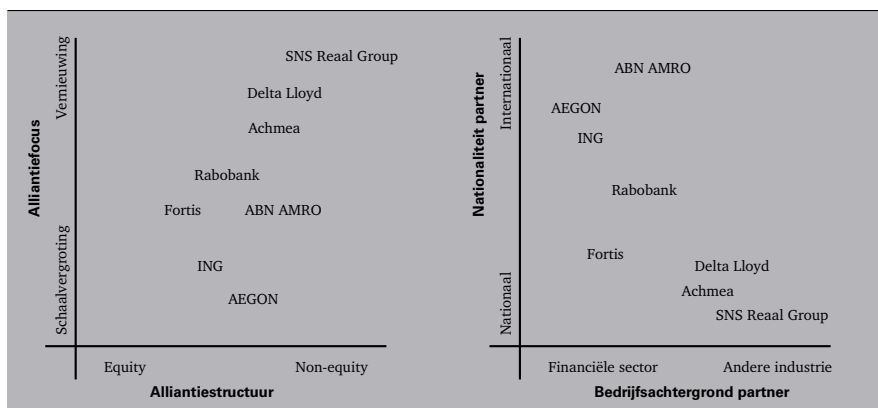 Alliantiefocus
Vernieuwing
Schaalvergroting
SNS Reaal Group
Delta Lloyd
Achmea
Rabobank
Fortis
ABN AMRO
ING
AEGON
Equity
Non-equity
Alliantiestructuur
Nationaliteit partner
Internationaal
Nationaal
ABN AMRO
AEGON
ING
Rabobank
Fortis
Delta Lloyd
Achmea
SNS Reaal Group
Financiële sector
Andere industrie
Bedrijfsachtergrond partner